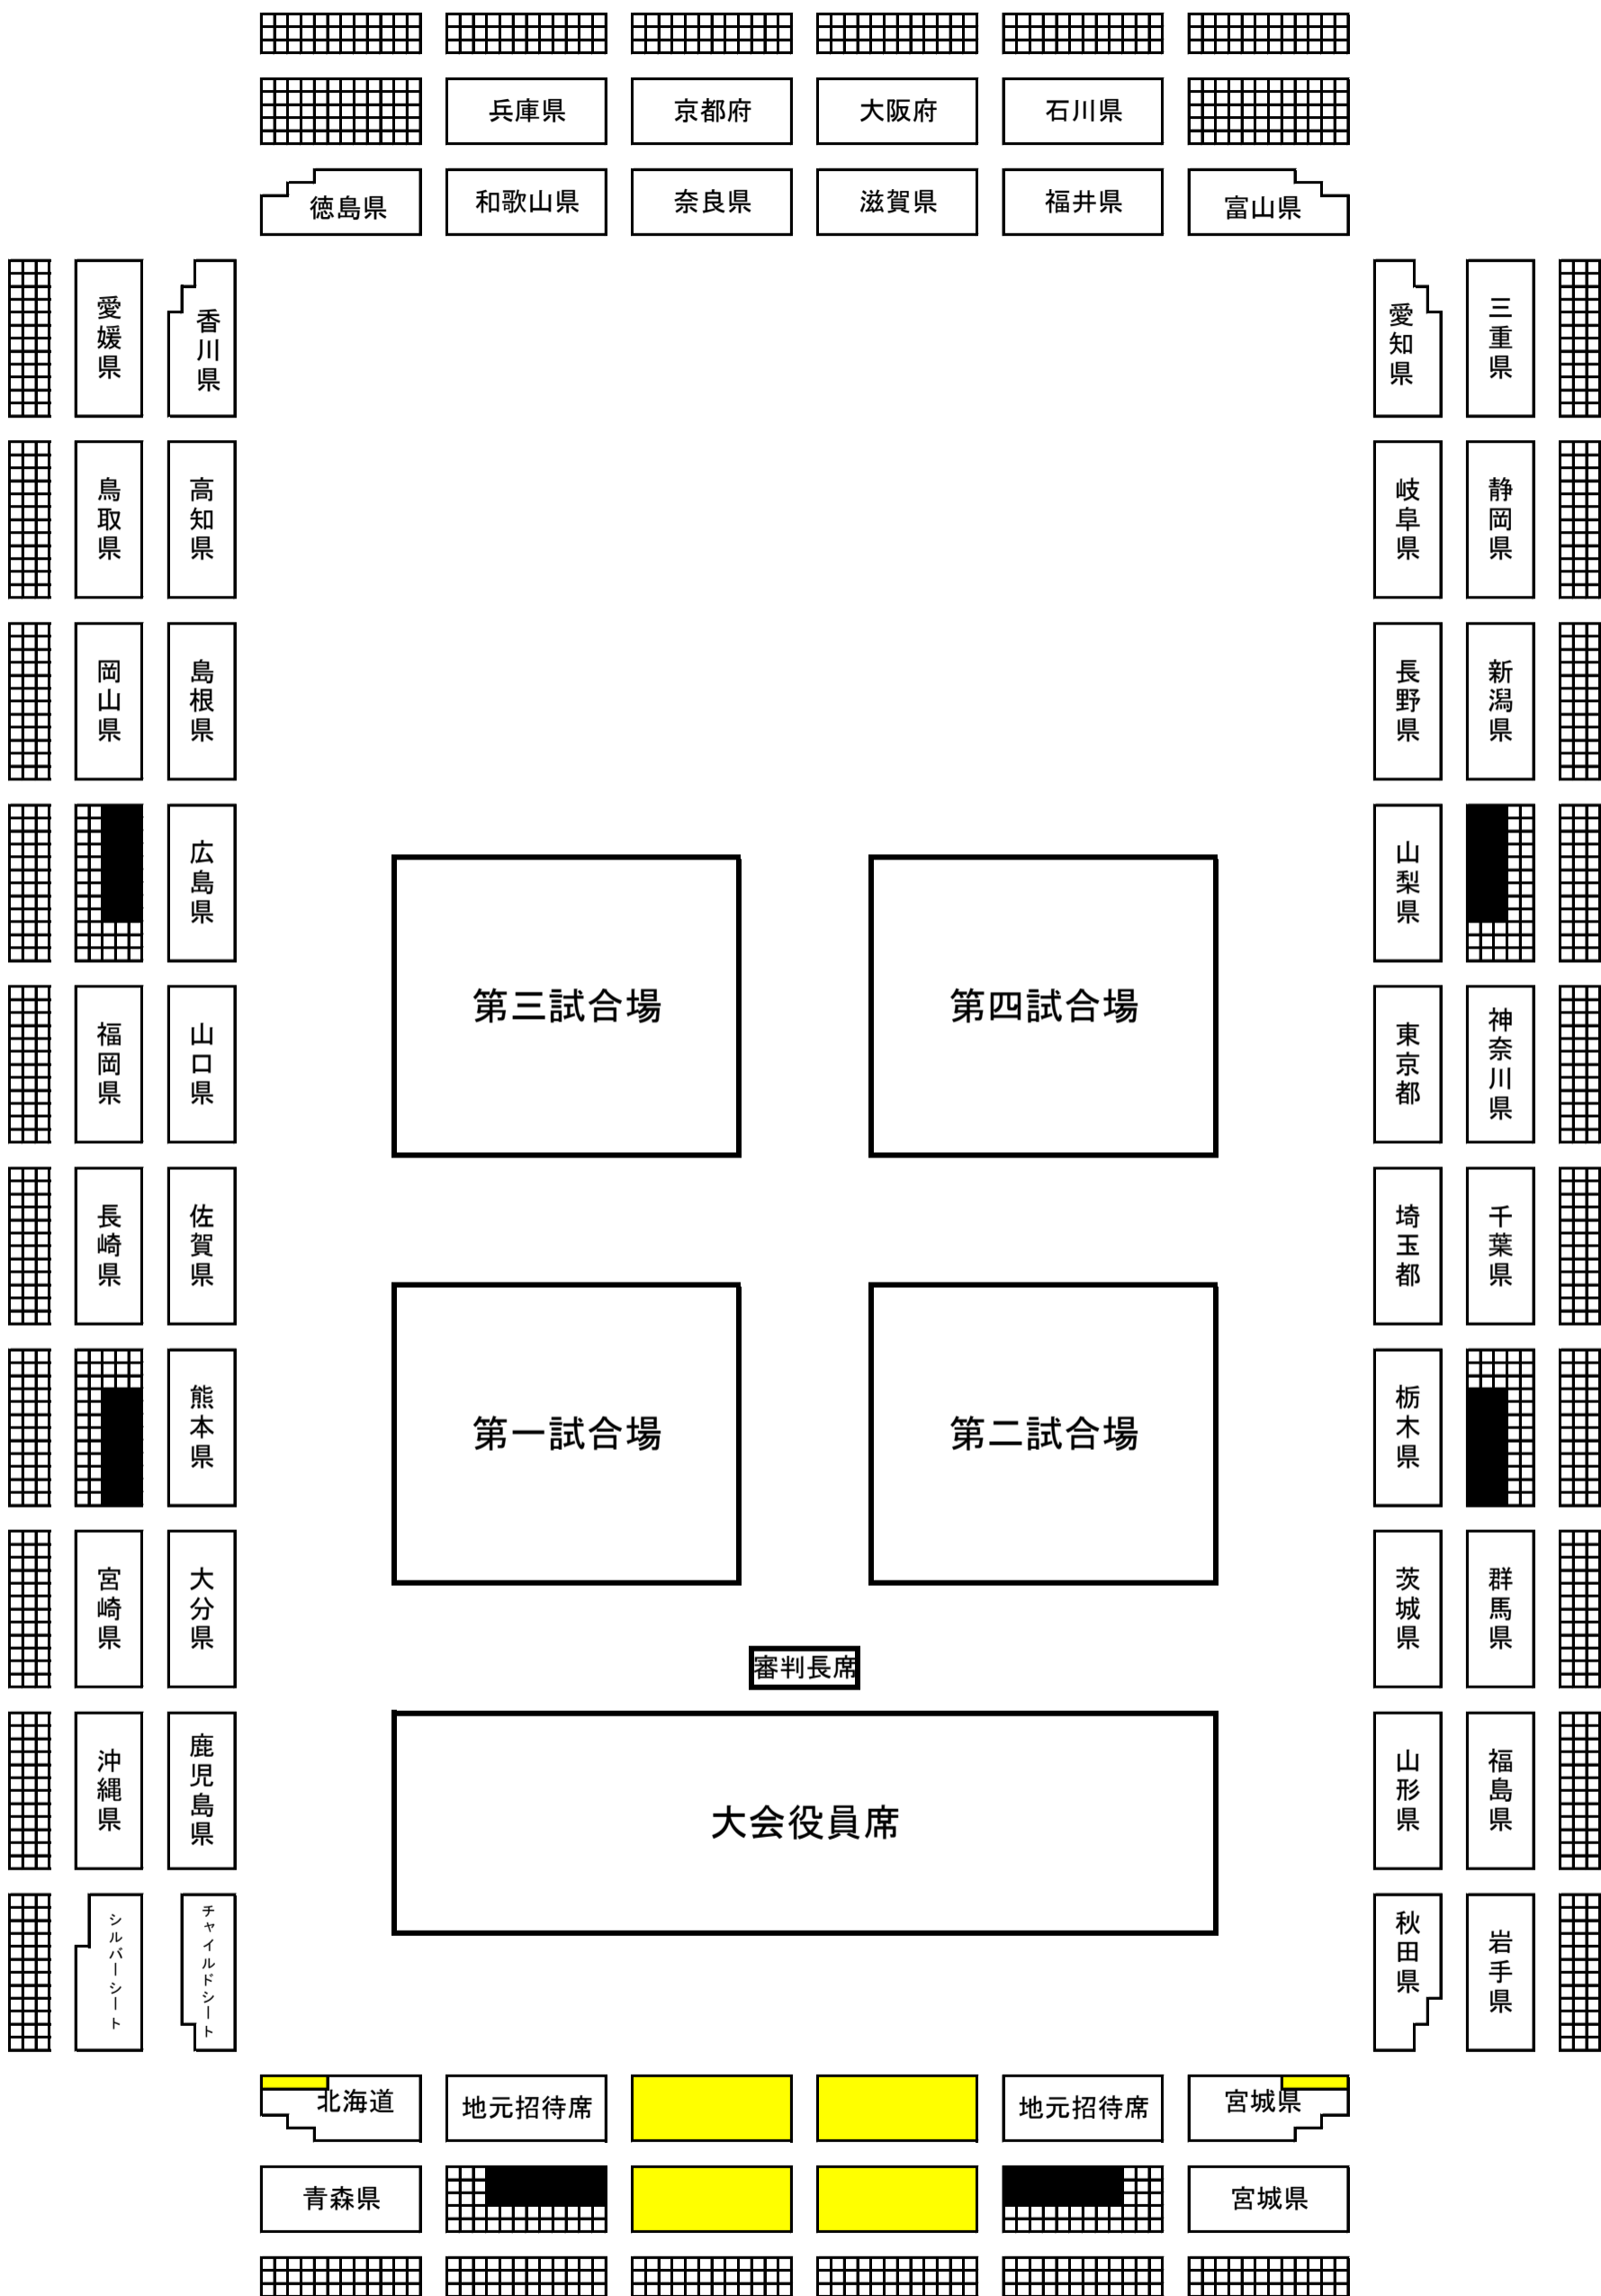 兵庫県
京都府
大阪府
石川県
徳島県
和歌山県
奈良県
滋賀県
福井県
富山県
愛媛県
香川県
愛知県
三重県
鳥取県
高知県
岐阜県
静岡県
岡山県
島根県
長野県
新潟県
広島県
山梨県
第三試合場
第四試合場
福岡県
山口県
東京都
神奈川県
長崎県
佐賀県
埼玉都
千葉県
熊本県
栃木県
第一試合場
第二試合場
宮崎県
大分県
茨城県
群馬県
審判長席
沖縄県
鹿児島県
大会役員席
山形県
福島県
シルバーシート
チャイルドシート
秋田県
岩手県
北海道
地元招待席
地元招待席
宮城県
青森県
宮城県